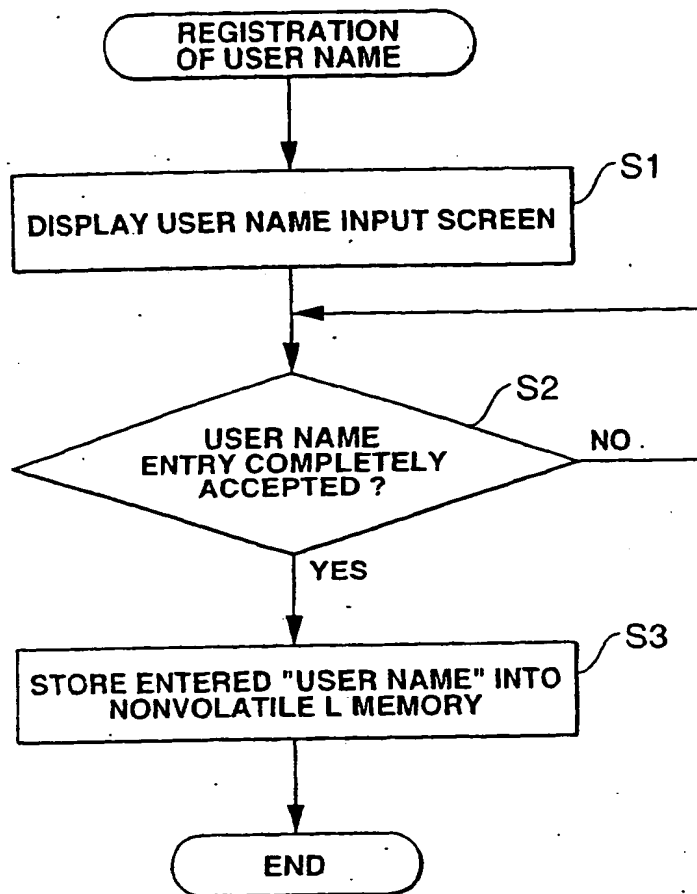 REGISTRATION
OF USER NAME
S1
DISPLAY USER NAME INPUT SCREEN
S2
USER NAME
ENTRY COMPLETELY
ACCEPTED ?
NO
YES
S3
STORE ENTERED "USER NAME" INTO
NONVOLATILE L MEMORY
END